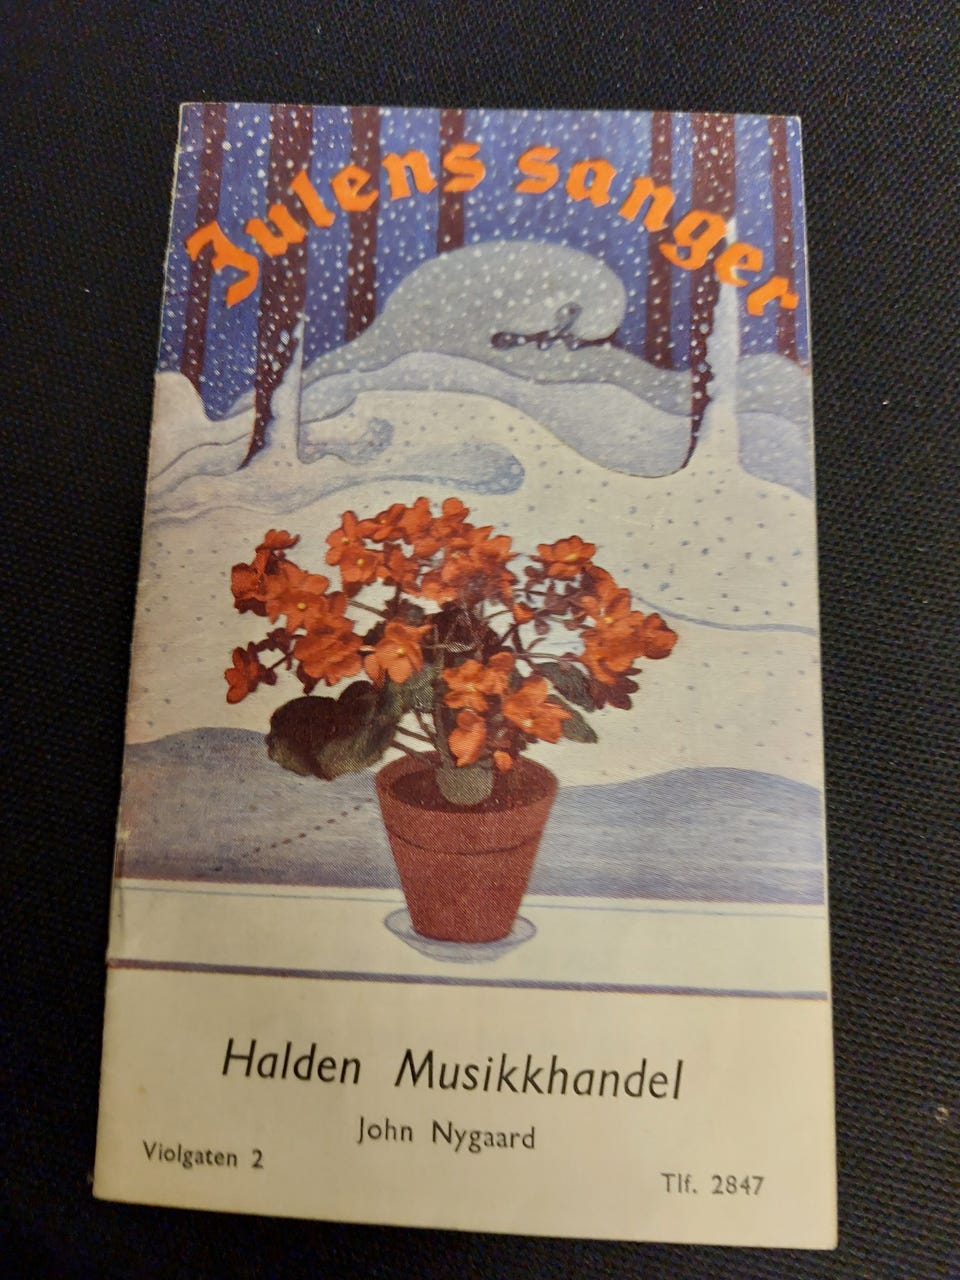 Julens sanger
Halden Musikkhandel
John Nygaard
Violgaten 2
Tlf. 2847